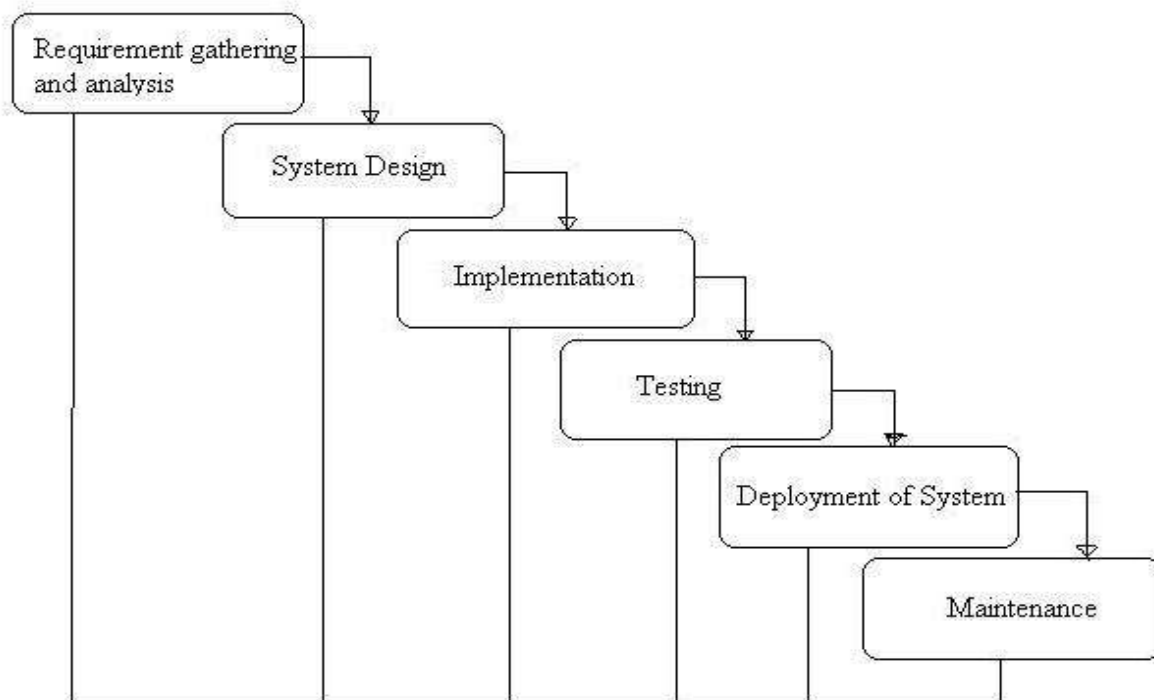 Requirement gathering
and analysis
System Design
Implementation
Testing
Deployment of System
Maintenance